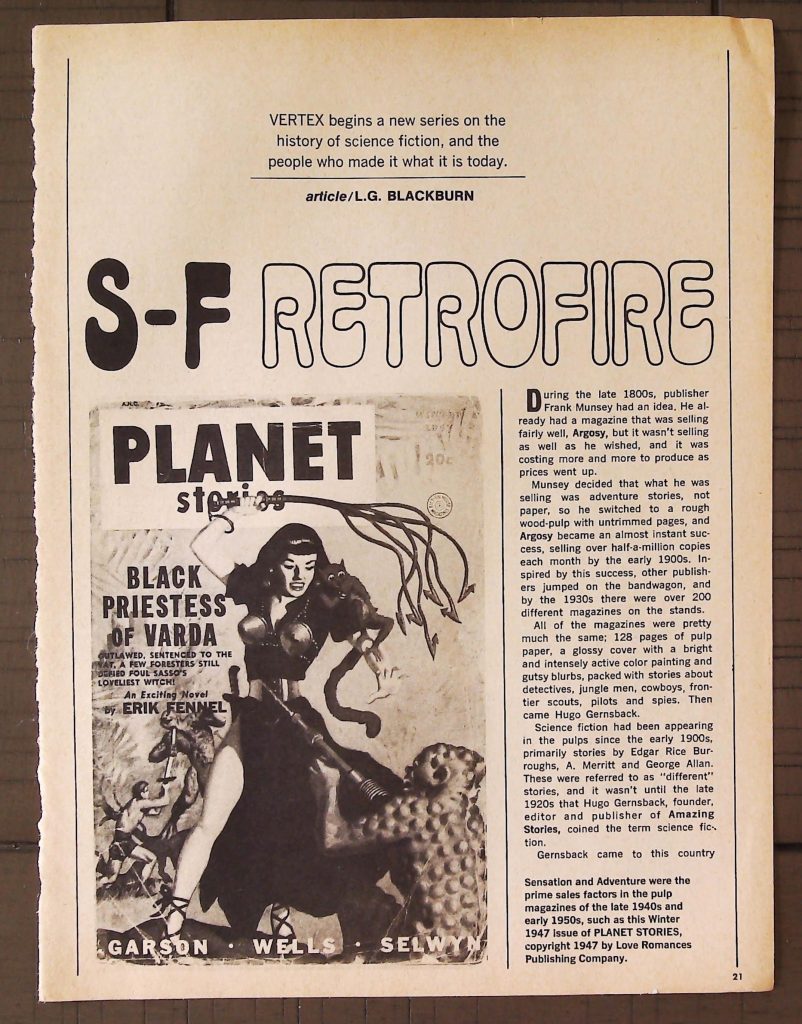 VERTEX begins a new series on the
history of science fiction, and the
people who made it what it is today.
article/L.G. BLACKBURN
S-F RETROFIRE
PLANET
stories
20c
BLACK
PRIESTESS
OF VARDA
OUTLAWED, SENTENCED TO THE
VAT, A FEW FORESTERS STILL
DEFIED FOUL SASSO'S
LOVELIEST WITCH!
An Exciting Novel
by ERIK FENNEL
GARSON · WELLS · SELWYN
During the late 1800s, publisher
Frank Munsey had an idea. He al-
ready had a magazine that was selling
fairly well, Argosy, but it wasn't selling
as well as he wished, and it was
costing more and more to produce as
prices went up.
Munsey decided that what he was
selling was adventure stories, not
paper, so he switched to a rough
wood-pulp with untrimmed pages, and
Argosy became an almost instant suc-
cess, selling over half-a-million copies
each month by the early 1900s. In-
spired by this success, other publish-
ers jumped on the bandwagon, and
by the 1930s there were over 200
different magazines on the stands.
All of the magazines were pretty
much the same; 128 pages of pulp
paper, a glossy cover with a bright
and intensely active color painting and
gutsy blurbs, packed with stories about
detectives, jungle men, cowboys, fron-
tier scouts, pilots and spies. Then
came Hugo Gernsback.
Science fiction had been appearing
in the pulps since the early 1900s,
primarily stories by Edgar Rice Bur-
roughs, A. Merritt and George Allan.
These were referred to as "different"
stories, and it wasn't until the late
1920s that Hugo Gernsback, founder,
editor and publisher of Amazing
Stories, coined the term science fic-
tion.
Gernsback came to this country
Sensation and Adventure were the
prime sales factors in the pulp
magazines of the late 1940s and
early 1950s, such as this Winter
1947 issue of PLANET STORIES,
copyright 1947 by Love Romances
Publishing Company.
21